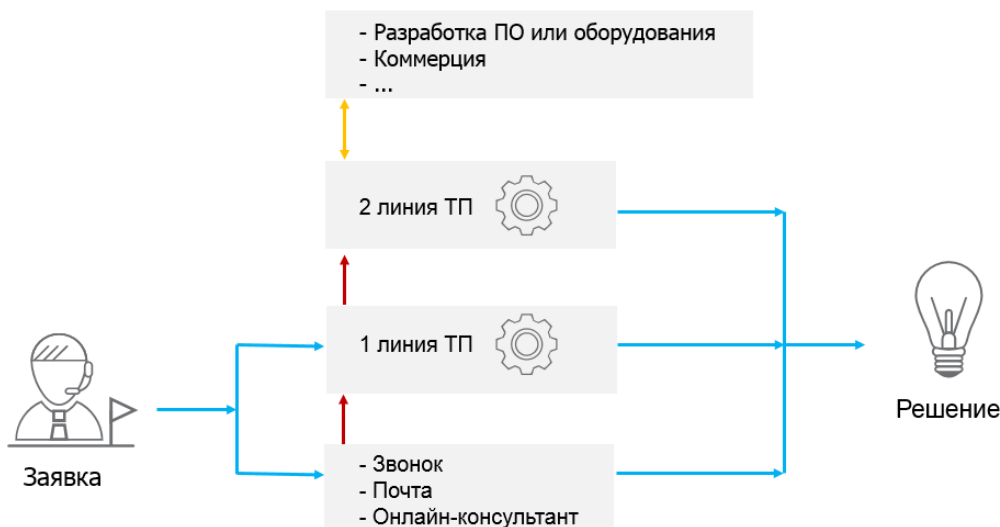 - Разработка ПО или оборудования
- Коммерция
- ...
2 линия ТП
1 линия ТП
Заявка
- Звонок
- Почта
- Онлайн-консультант
Решение